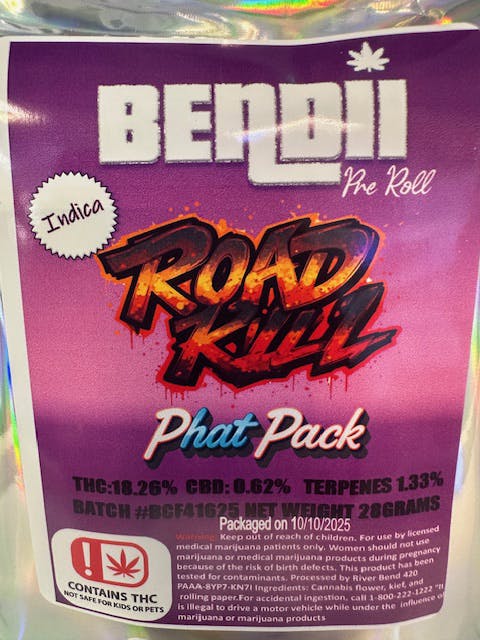 BENDII
Pre Roll
Indica
ROAD
KILL
Phat Pack
THC:18.26% CBD: 0.62% TERPENES 1.33%
BATCH #BCF41625 NET WEIGHT 28GRAMS
Packaged on 10/10/2025
Warning: Keep out of reach of children. For use by licensed
medical marijuana patients only. Women should not use
marijuana or medical marijuana products during pregnancy
because of the risk of birth defects. This product has been
tested for contaminants. Processed by River Bend 420
PAAA-8YP7-KN7I Ingredients: Cannabis flower, kief, and
rolling paper.For accidental ingestion, call 1-800-222-1222 "It
is illegal to drive a motor vehicle while under the influence of
marijuana or marijuana products
!
CONTAINS THC
NOT SAFE FOR KIDS OR PETS